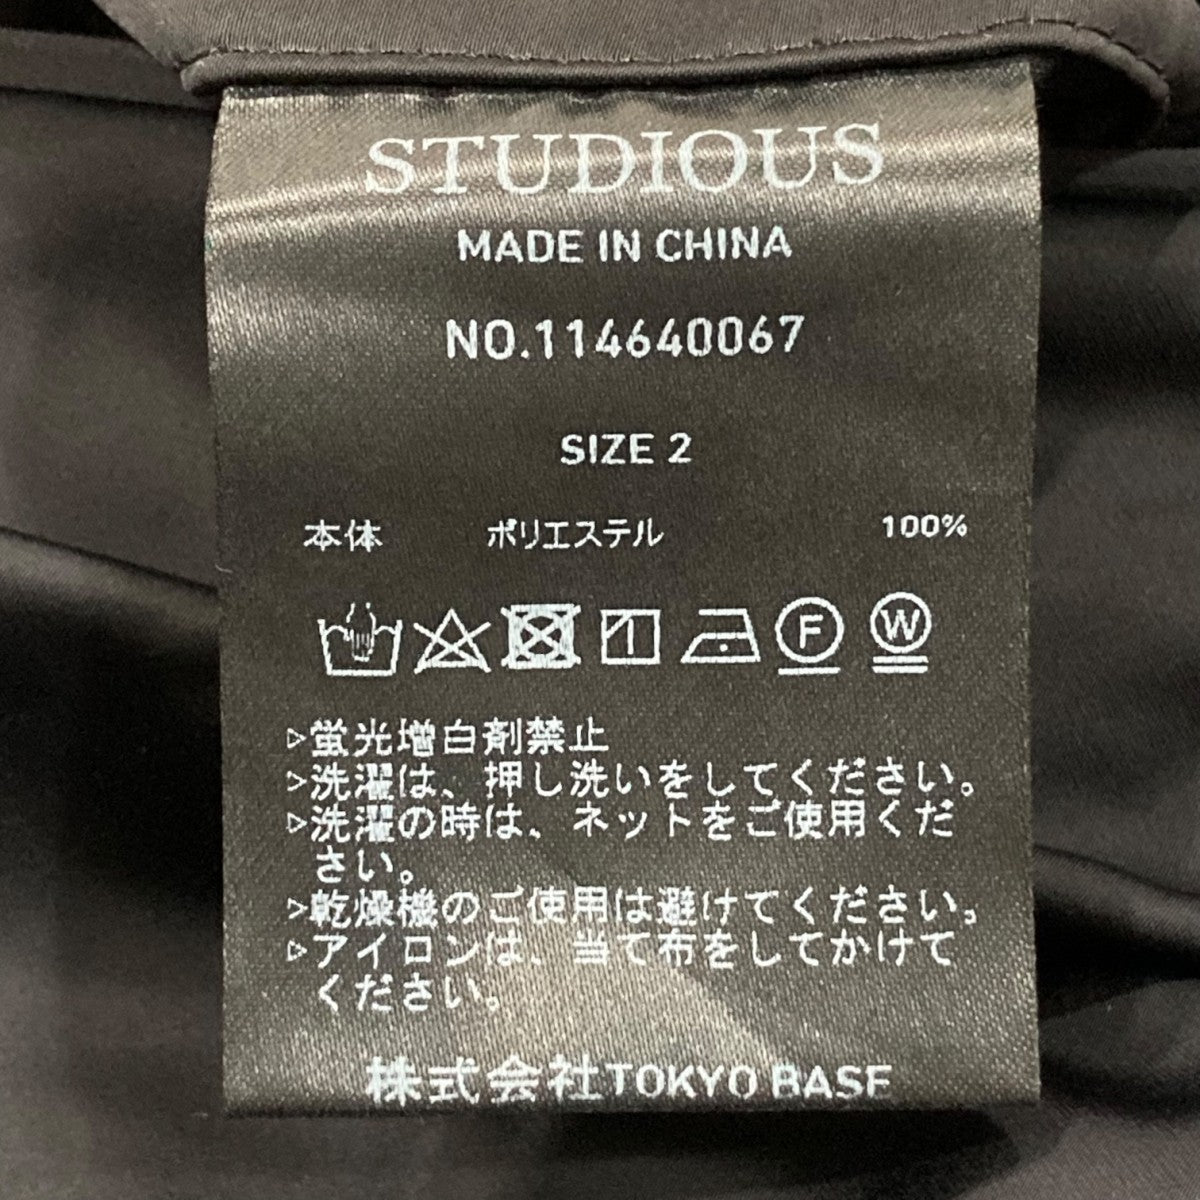 STUDIOUS
MADE IN CHINA
NO.114640067
SIZE 2
本体 ポリエステル 100%
F W
▷蛍光増白剤禁止
▷洗濯は、押し洗いをしてください。
▷洗濯の時は、ネットをご使用くだ
さい。
▷乾燥機のご使用は避けてください。
▷アイロンは、当て布をしてかけて
ください。
株式会社TOKYO BASE